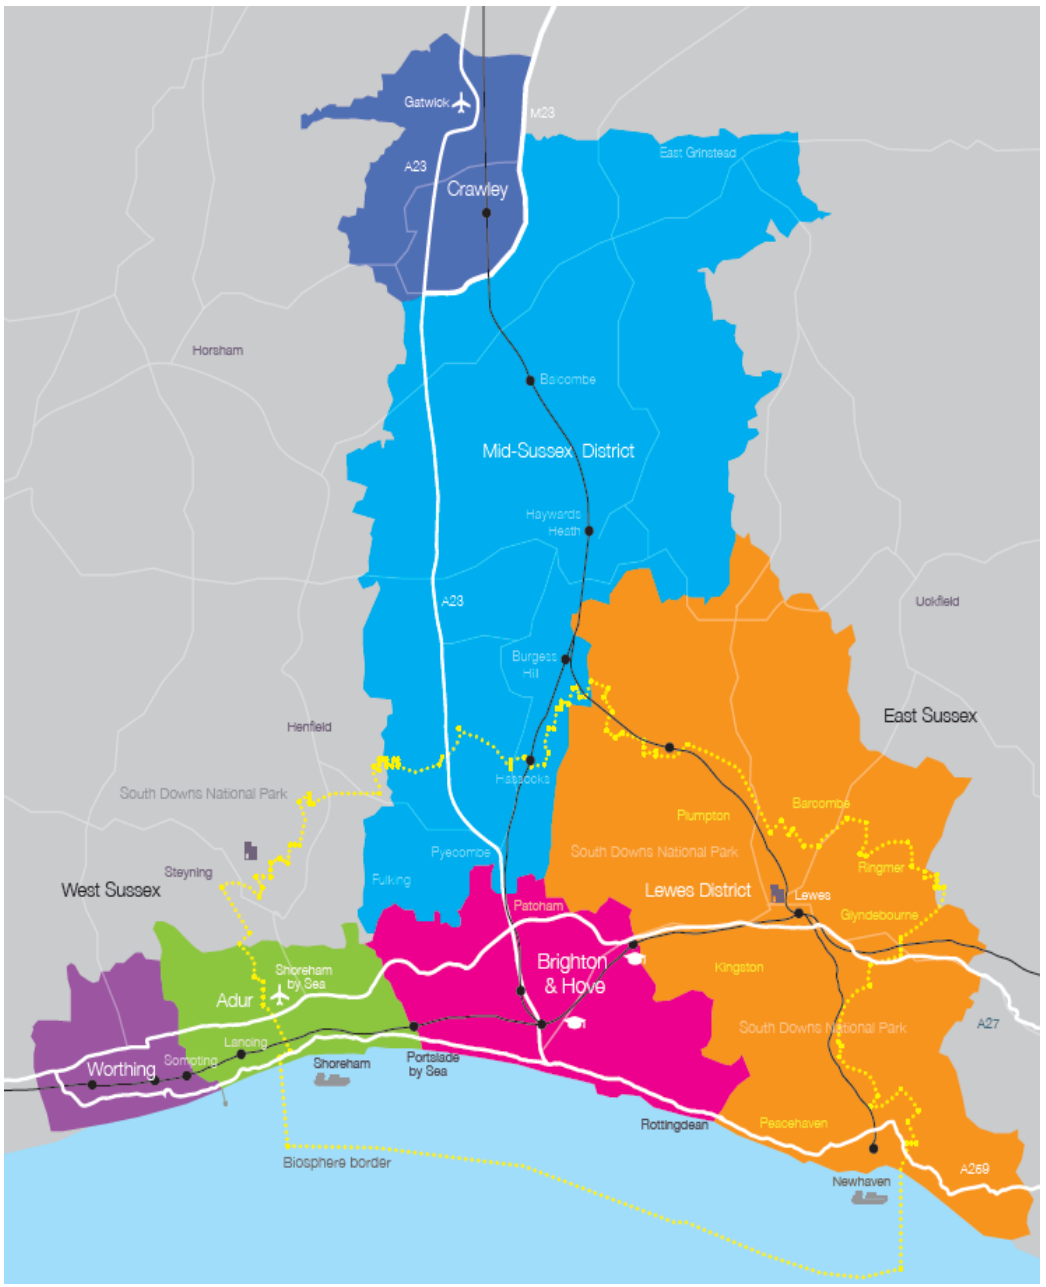 Gatwick
M23
East Grinstead
A23
Crawley
Horsham
Balcombe
Mid-Sussex District
Haywards
Heath
A23
Uckfield
Burgess
Hill
East Sussex
Henfield
Hassocks
South Downs National Park
Barcombe
Plumpton
Pyecombe
South Downs National Park
Steyning
Fulking
Ringmer
West Sussex
Lewes District
Lewes
Patcham
Glyndebourne
Brighton
& Hove
Kingston
Shoreham
by Sea
Adur
South Downs National Park
A27
Lancing
Sompting
Worthing
Shoreham
Portslade
by Sea
Rottingdean
Peacehaven
Biosphere border
A259
Newhaven